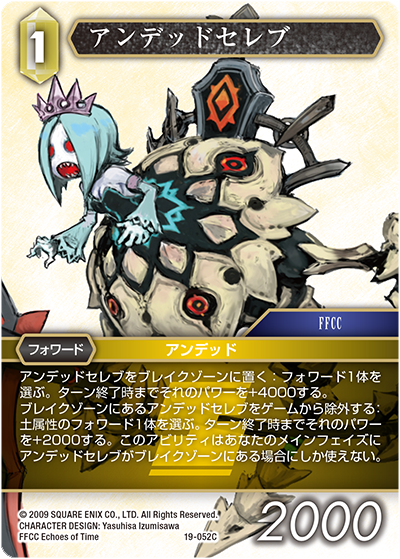 1
アンデッドセレブ
FFCC
フォワード
アンデッド
アンデッドセレブをブレイクゾーンに置く：フォワード1体を
選ぶ。ターン終了時までそれのパワーを+4000する。
ブレイクゾーンにあるアンデッドセレブをゲームから除外する：
土属性のフォワード1体を選ぶ。ターン終了時までそれのパワー
を+2000する。このアビリティはあなたのメインフェイズに
アンデッドセレブがブレイクゾーンにある場合にしか使えない。
© 2009 SQUARE ENIX CO., LTD. All Rights Reserved.
CHARACTER DESIGN: Yasuhisa Izumisawa
FFCC Echoes of Time
19-052C
2000